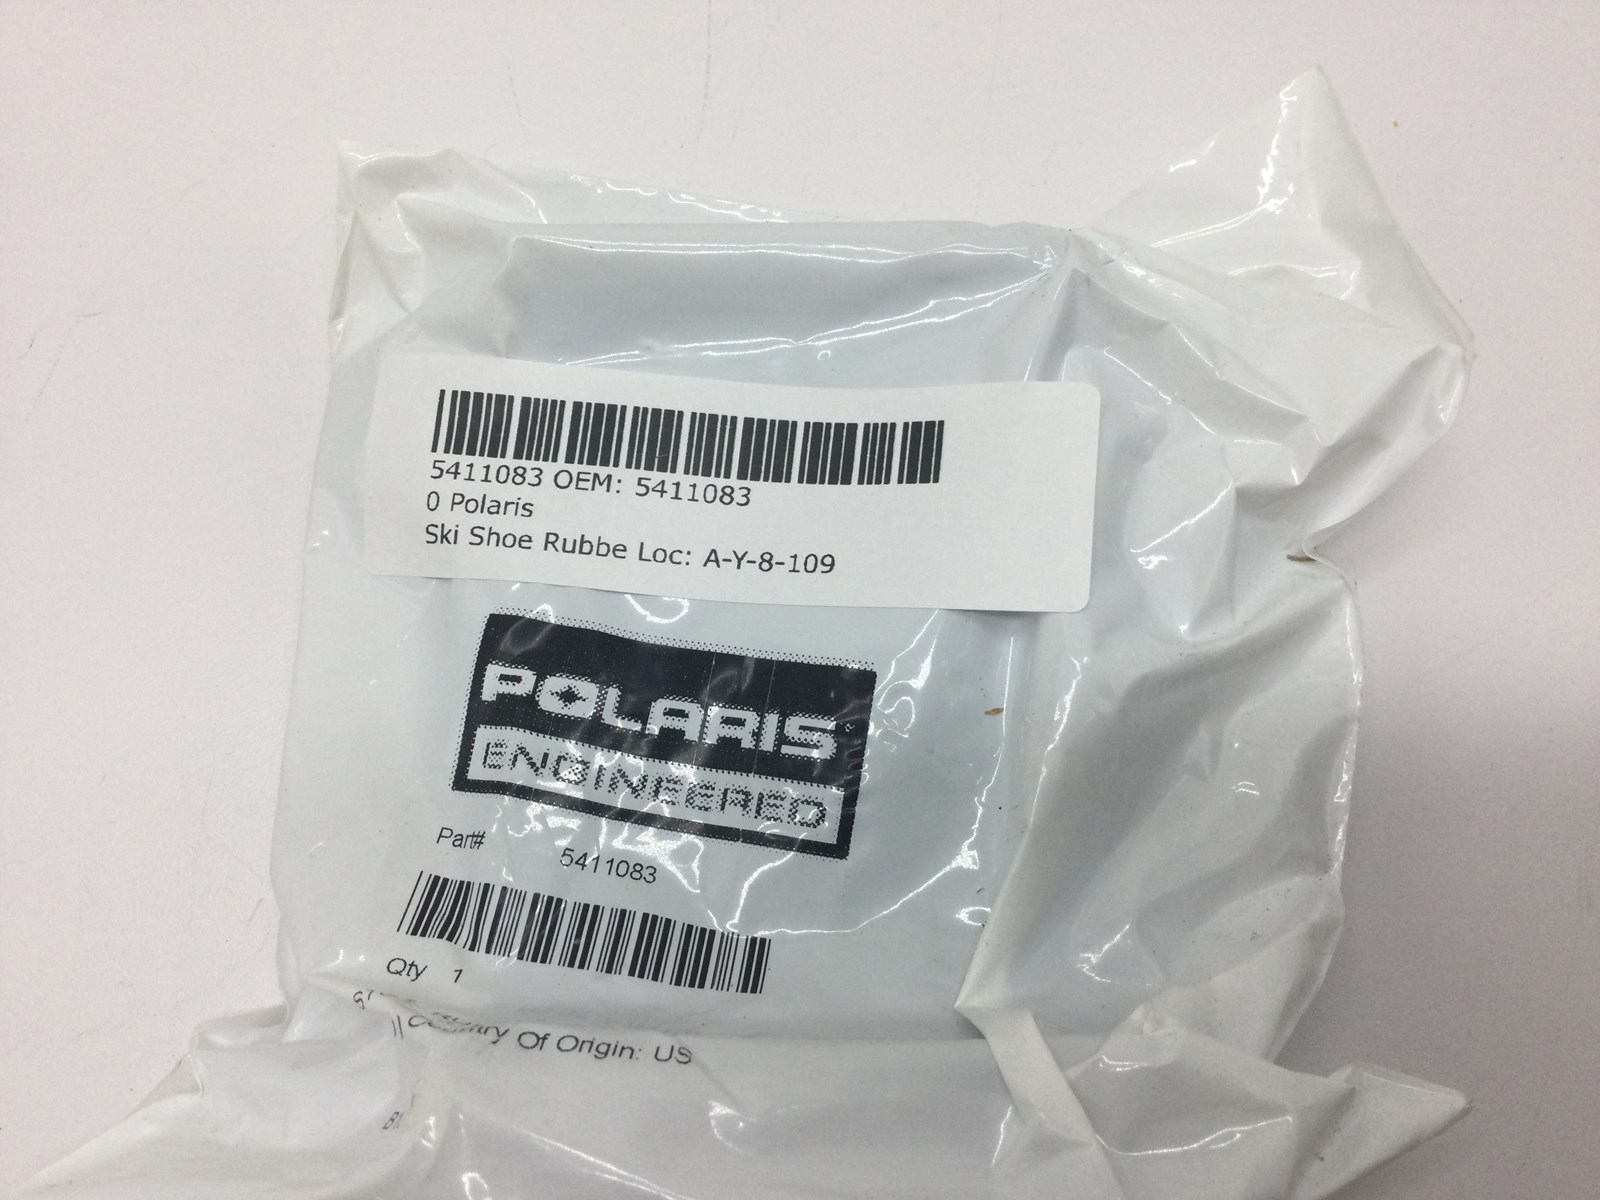 5411083 OEM: 5411083
0 Polaris
Ski Shoe Rubbe Loc: A-Y-8-109
POLARIS
ENGINEERED
Part# 5411083
Qty 1
Country Of Origin: US